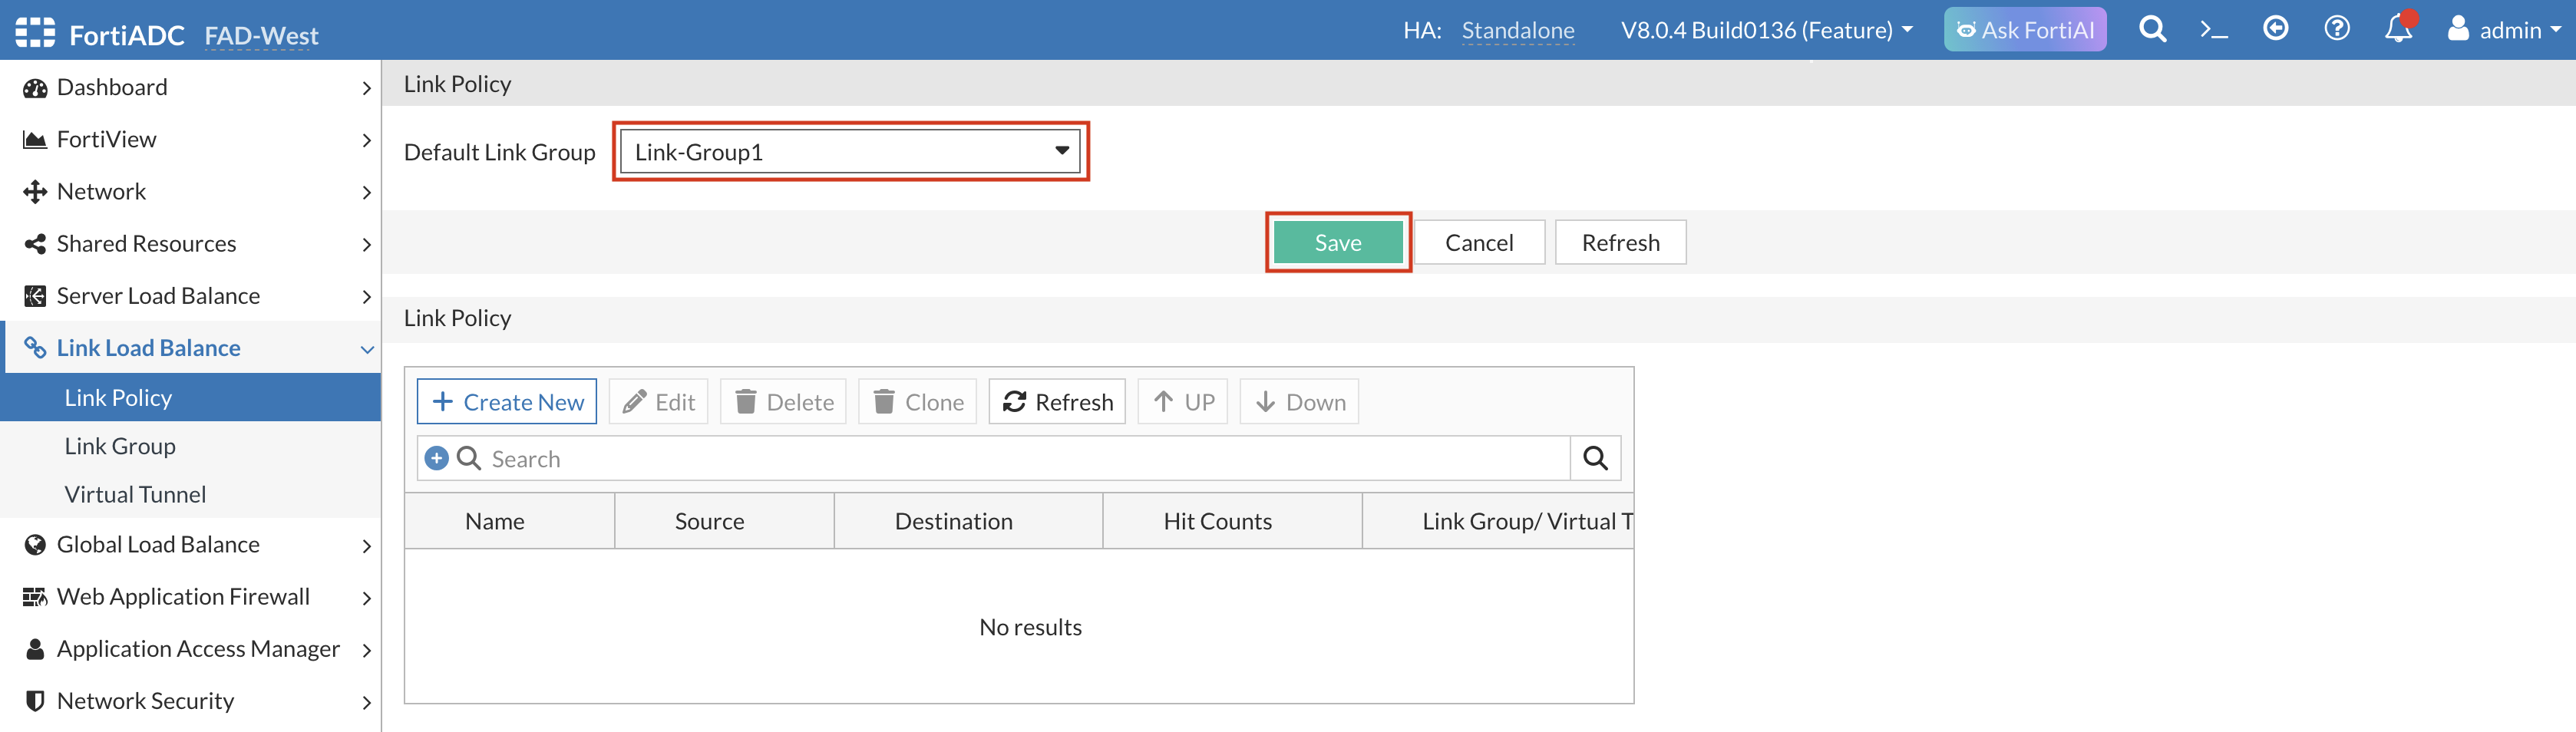 FortiADC FAD-West HA: Standalone V8.0.4 Build0136 (Feature) Ask FortiAI admin
Dashboard
FortiView
Network
Shared Resources
Server Load Balance
Link Load Balance
Link Policy
Link Group
Virtual Tunnel
Global Load Balance
Web Application Firewall
Application Access Manager
Network Security
Link Policy
Default Link Group Link-Group1
Save Cancel Refresh
Link Policy
Create New Edit Delete Clone Refresh UP Down
Search
Name Source Destination Hit Counts Link Group/ Virtual T
No results